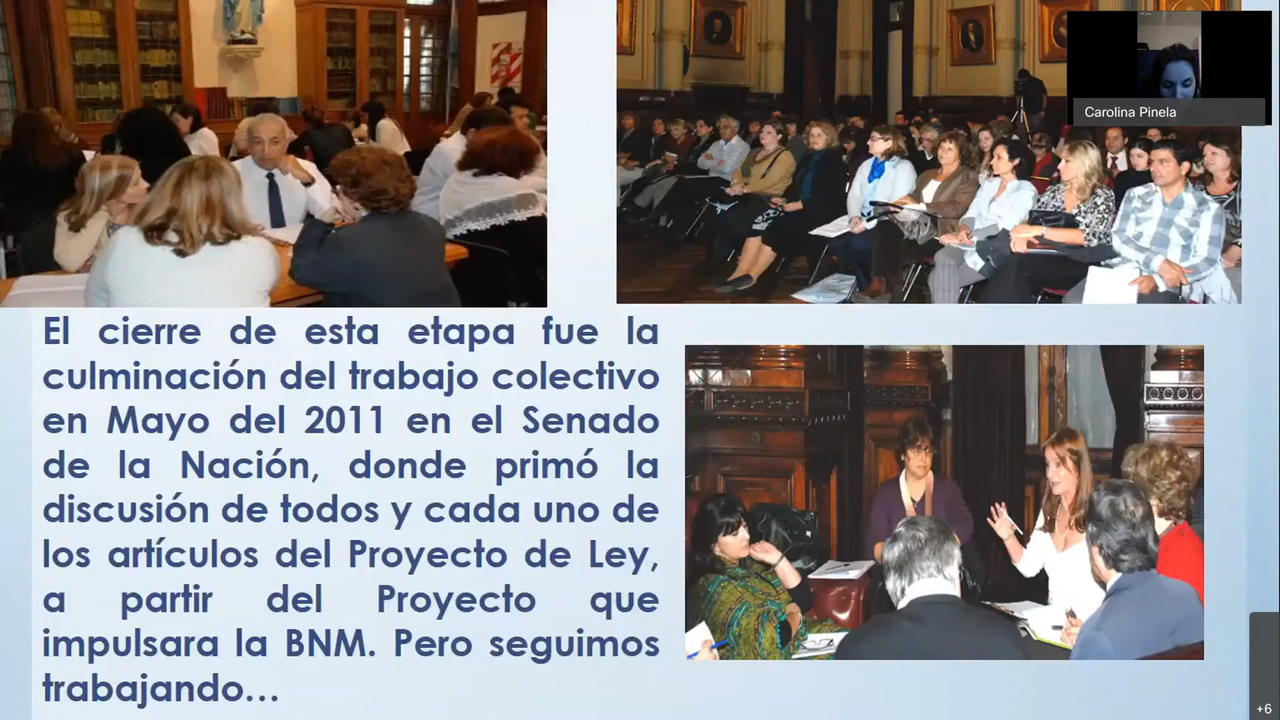 Carolina Pinela
El cierre de esta etapa fue la
culminación del trabajo colectivo
en Mayo del 2011 en el Senado
de la Nación, donde primó la
discusión de todos y cada uno de
los artículos del Proyecto de Ley,
a partir del Proyecto que
impulsara la BNM. Pero seguimos
trabajando...
+6